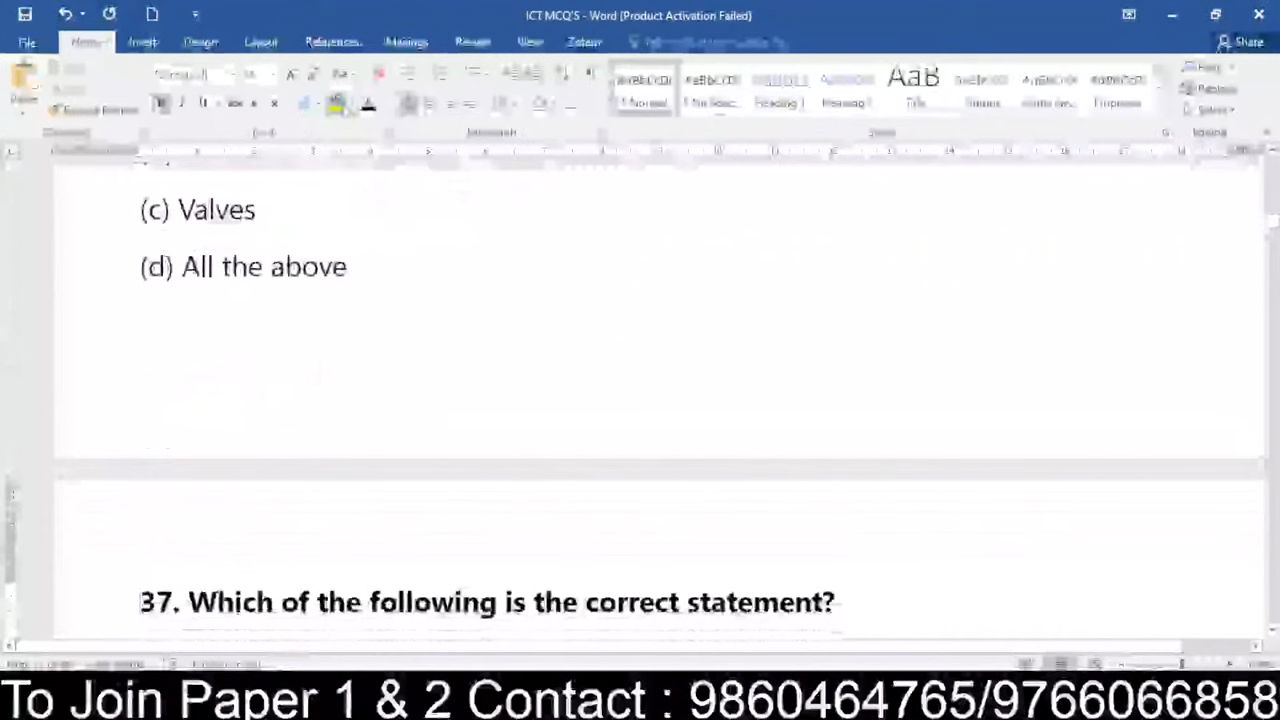 ICT MCQ'S - Word (Product Activation Failed)
File Home Insert Design Layout References Mailings Review View Zotero Share
AaB
(c) Valves
(d) All the above
37. Which of the following is the correct statement?
To Join Paper 1 & 2 Contact : 9860464765/9766066858